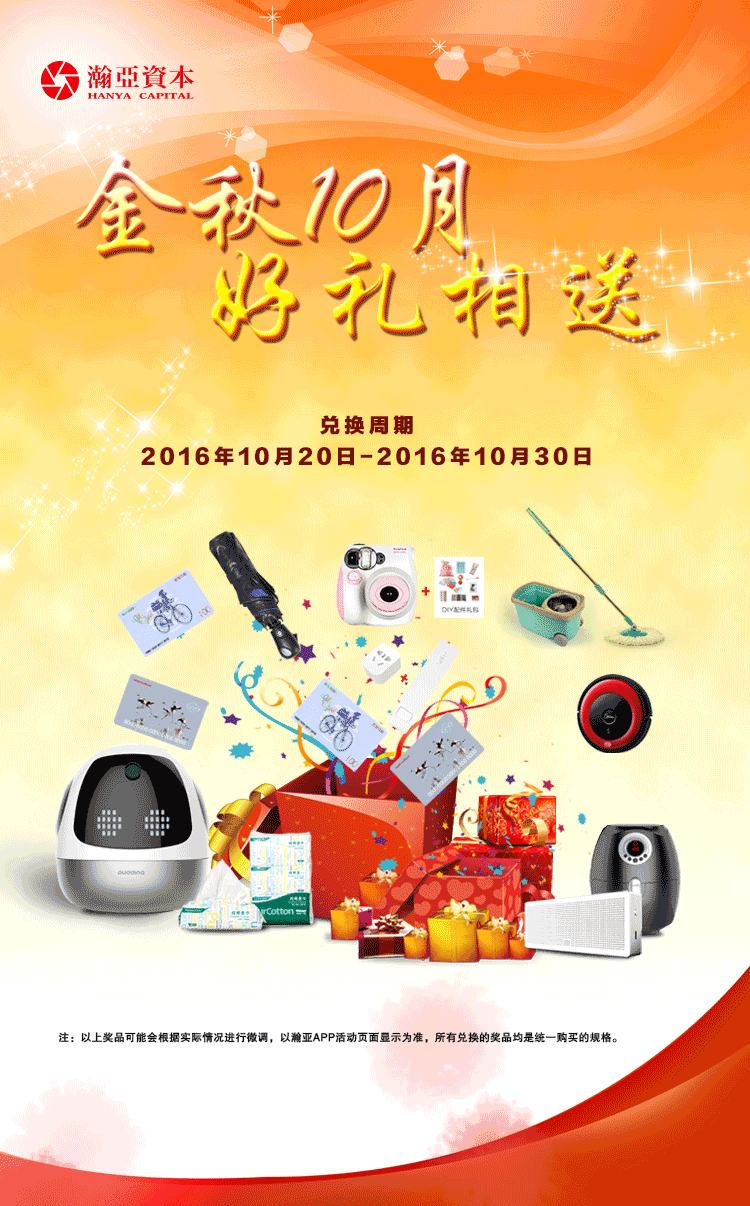 瀚亞資本
HANYA CAPITAL
金秋10月
好礼相送
兑换周期
2016年10月20日-2016年10月30日
DIY配件礼包
PUDDING
urCotton
注：以上奖品可能会根据实际情况进行微调，以瀚亚APP活动页面显示为准，所有兑换的奖品均是统一购买的规格。